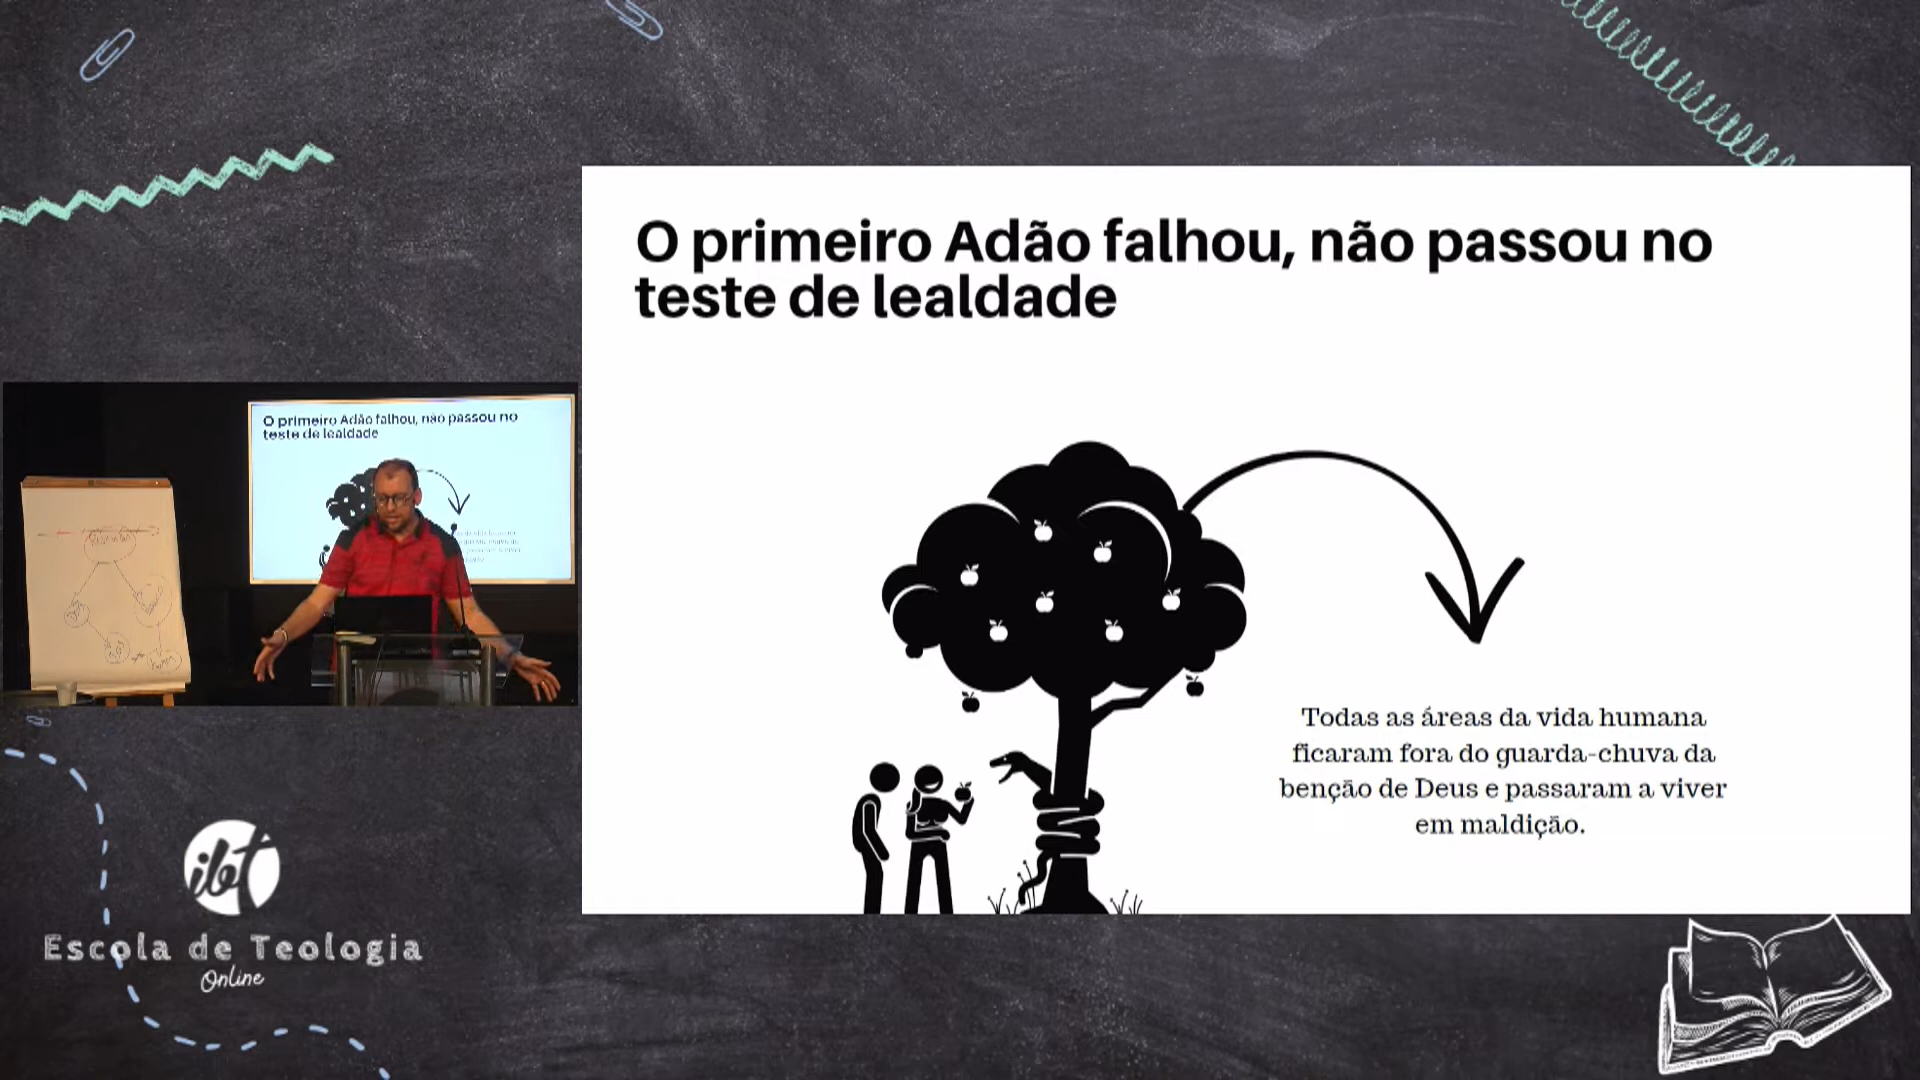 O primeiro Adão falhou, não passou no
teste de lealdade
O primeiro Adão falhou, não passou no
teste de lealdade
Todas as áreas da vida humana
ficaram fora do guarda-chuva da
benção de Deus e passaram a viver
em maldição.
ibt
Escola de Teologia
Online